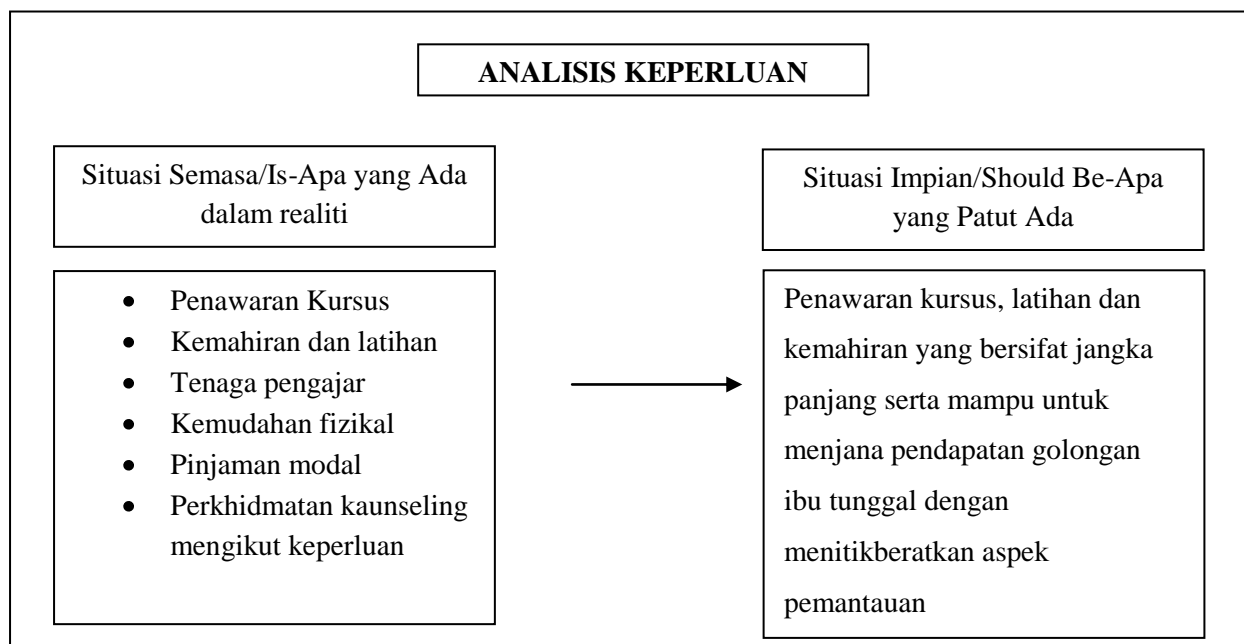 ANALISIS KEPERLUAN
Situasi Semasa/Is-Apa yang Ada
dalam realiti
• Penawaran Kursus
• Kemahiran dan latihan
• Tenaga pengajar
• Kemudahan fizikal
• Pinjaman modal
• Perkhidmatan kaunseling
mengikut keperluan
Situasi Impian/Should Be-Apa
yang Patut Ada
Penawaran kursus, latihan dan
kemahiran yang bersifat jangka
panjang serta mampu untuk
menjana pendapatan golongan
ibu tunggal dengan
menitikberatkan aspek
pemantauan